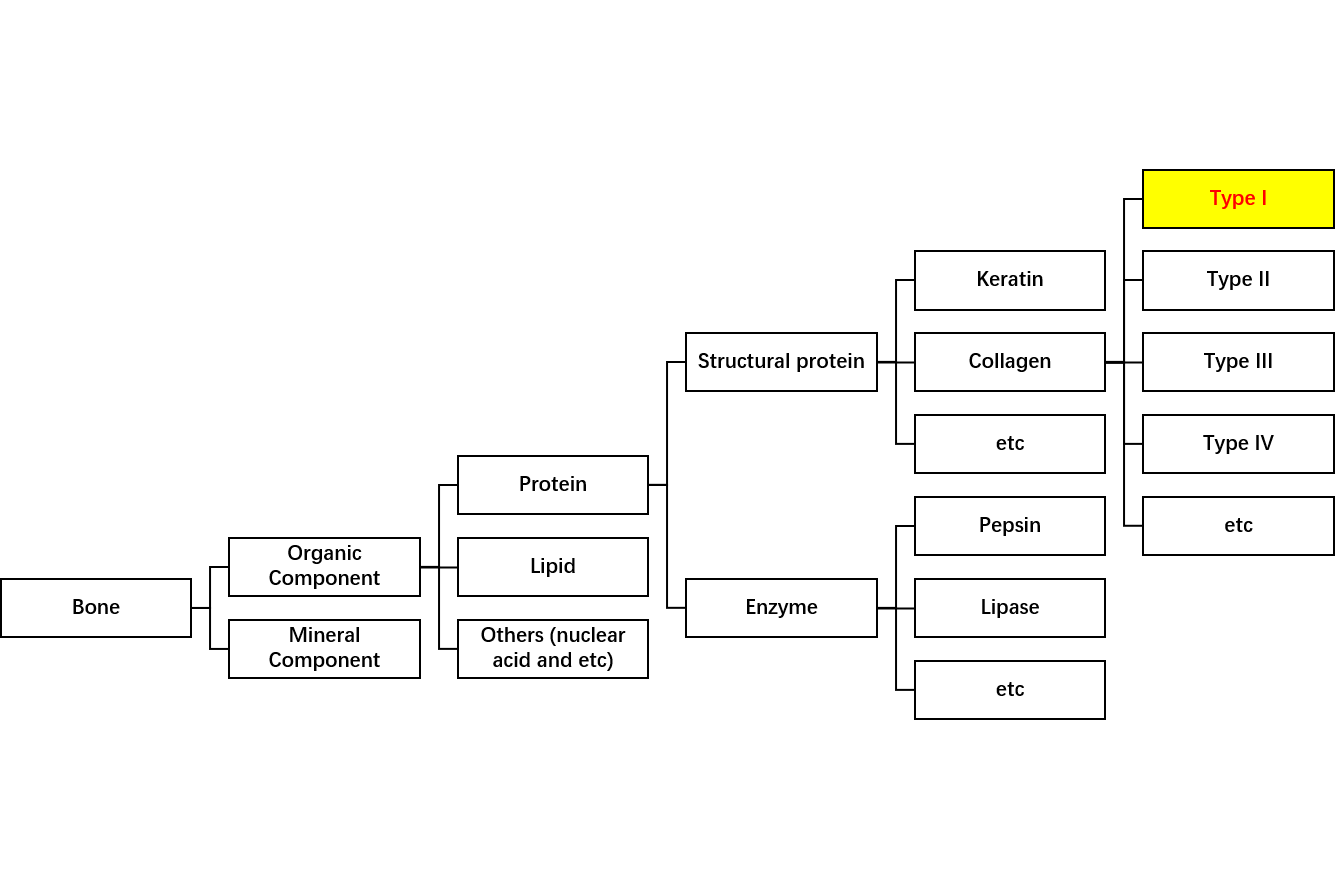 Type I
Keratin
Type II
Structural protein
Collagen
Type III
etc
Type IV
Protein
Pepsin
etc
Organic
Component
Lipid
Bone
Enzyme
Lipase
Mineral
Component
Others (nuclear
acid and etc)
etc